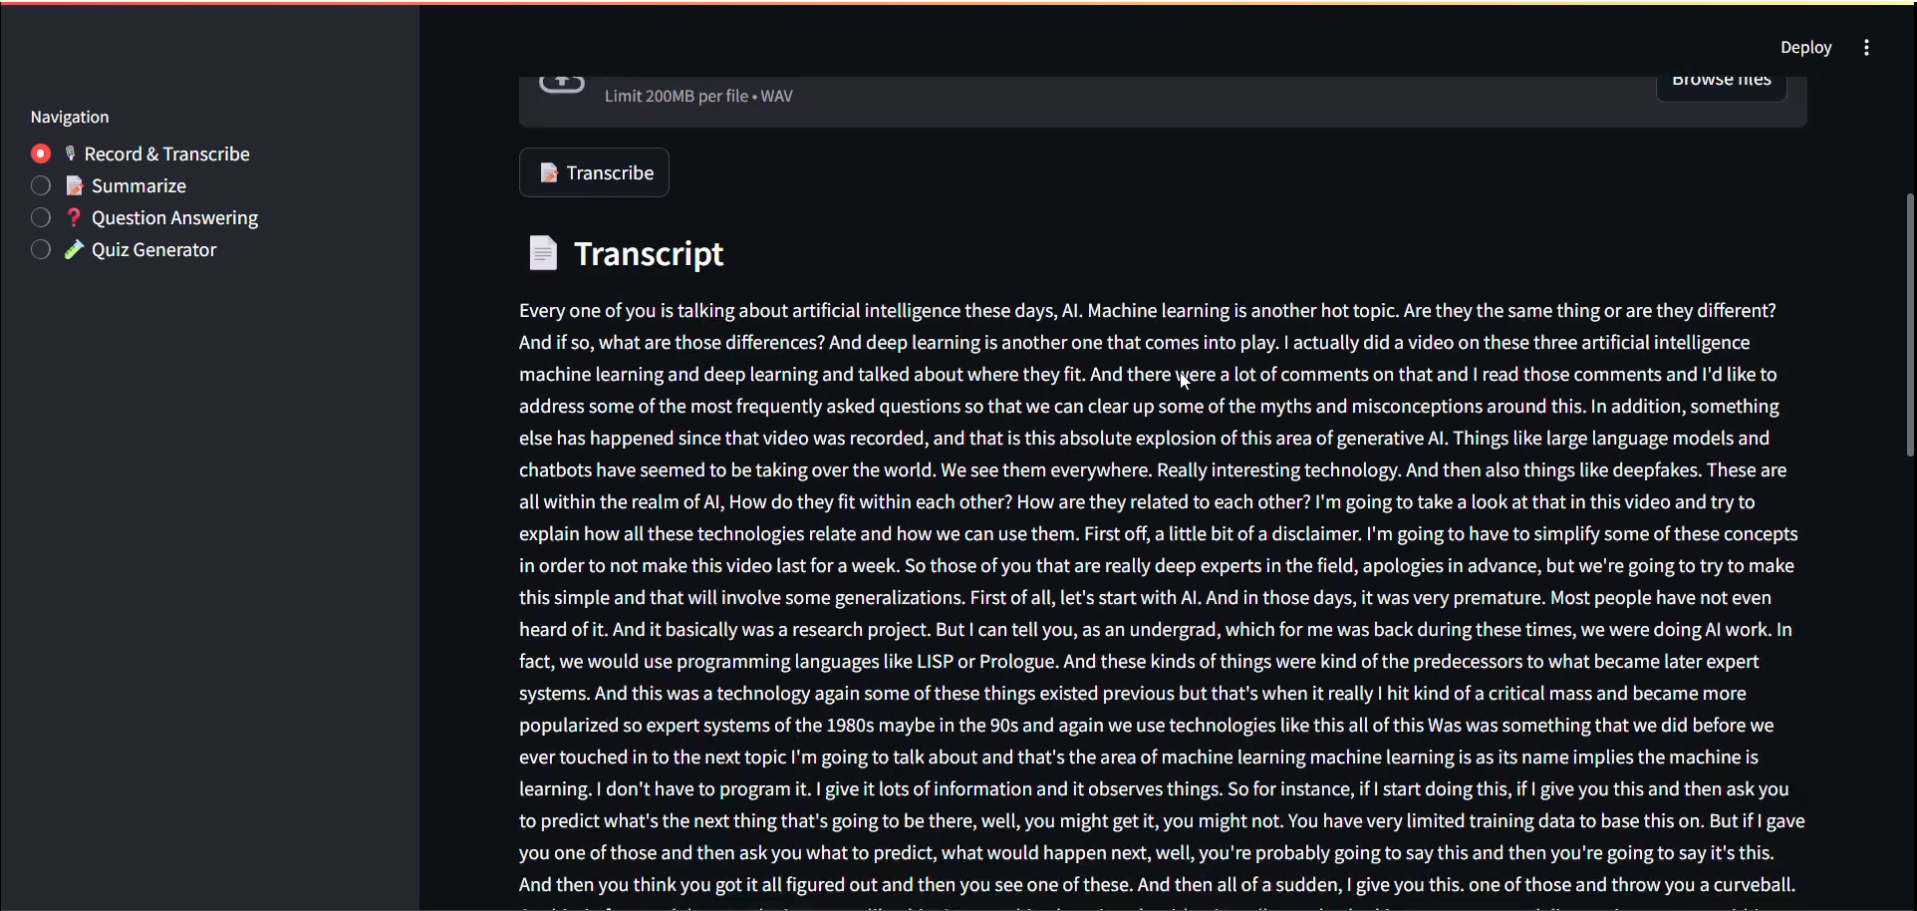 Deploy
Navigation
Record & Transcribe
Summarize
Question Answering
Quiz Generator
Limit 200MB per file • WAV
Browse files
Transcribe
Transcript
Every one of you is talking about artificial intelligence these days, AI. Machine learning is another hot topic. Are they the same thing or are they different?
And if so, what are those differences? And deep learning is another one that comes into play. I actually did a video on these three artificial intelligence
machine learning and deep learning and talked about where they fit. And there were a lot of comments on that and I read those comments and I'd like to
address some of the most frequently asked questions so that we can clear up some of the myths and misconceptions around this. In addition, something
else has happened since that video was recorded, and that is this absolute explosion of this area of generative AI. Things like large language models and
chatbots have seemed to be taking over the world. We see them everywhere. Really interesting technology. And then also things like deepfakes. These are
all within the realm of AI, How do they fit within each other? How are they related to each other? I'm going to take a look at that in this video and try to
explain how all these technologies relate and how we can use them. First off, a little bit of a disclaimer. I'm going to have to simplify some of these concepts
in order to not make this video last for a week. So those of you that are really deep experts in the field, apologies in advance, but we're going to try to make
this simple and that will involve some generalizations. First of all, let's start with AI. And in those days, it was very premature. Most people have not even
heard of it. And it basically was a research project. But I can tell you, as an undergrad, which for me was back during these times, we were doing AI work. In
fact, we would use programming languages like LISP or Prologue. And these kinds of things were kind of the predecessors to what became later expert
systems. And this was a technology again some of these things existed previous but that's when it really I hit kind of a critical mass and became more
popularized so expert systems of the 1980s maybe in the 90s and again we use technologies like this all of this Was was something that we did before we
ever touched in to the next topic I'm going to talk about and that's the area of machine learning machine learning is as its name implies the machine is
learning. I don't have to program it. I give it lots of information and it observes things. So for instance, if I start doing this, if I give you this and then ask you
to predict what's the next thing that's going to be there, well, you might get it, you might not. You have very limited training data to base this on. But if I gave
you one of those and then ask you what to predict, what would happen next, well, you're probably going to say this and then you're going to say it's this.
And then you think you got it all figured out and then you see one of these. And then all of a sudden, I give you this. one of those and throw you a curveball.